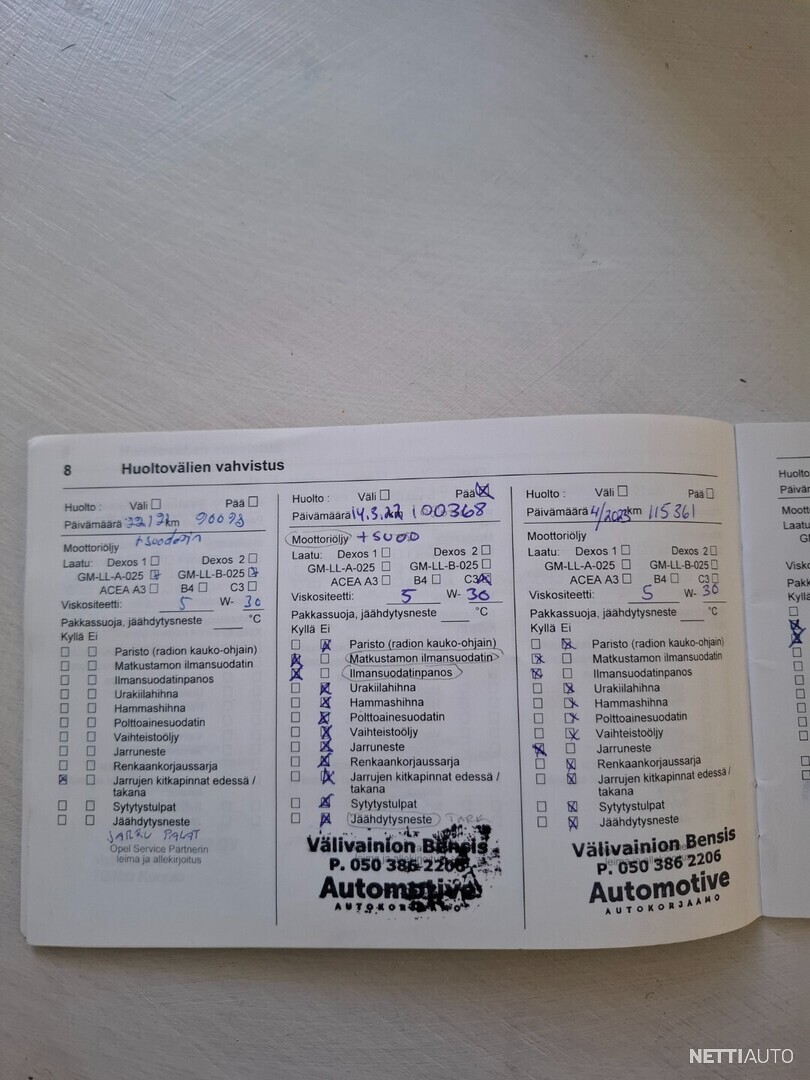 8 Huoltovälien vahvistus
Huolto : Väli Pää
Päivämäärä km
Moottoriöljy
Laatu: Dexos 1 Dexos 2
GM-LL-A-025 GM-LL-B-025
ACEA A3 B4 C3
Viskositeetti: 5 W- 30
Pakkassuoja, jäähdytysneste °C
Kyllä Ei
Paristo (radion kauko-ohjain)
Matkustamon ilmansuodatin
Ilmansuodatinpanos
Urakiilahihna
Hammashihna
Polttoainesuodatin
Vaihteistoöljy
Jarruneste
Renkaankorjaussarja
Jarrujen kitkapinnat edessä /
takana
Sytytystulpat
Jäähdytysneste
JARRU PALAT
Opel Service Partnerin
leima ja allekirjoitus
Huolto : Väli Pää
Päivämäärä km 100368
Moottoriöljy + SUOD
Laatu: Dexos 1 Dexos 2
GM-LL-A-025 GM-LL-B-025
ACEA A3 B4 C3
Viskositeetti: 5 W- 30
Pakkassuoja, jäähdytysneste °C
Kyllä Ei
Paristo (radion kauko-ohjain)
Matkustamon ilmansuodatin
Ilmansuodatinpanos
Urakiilahihna
Hammashihna
Polttoainesuodatin
Vaihteistoöljy
Jarruneste
Renkaankorjaussarja
Jarrujen kitkapinnat edessä /
takana
Sytytystulpat
Jäähdytysneste TARK
Välivainion Bensis
P. 050 386 2206
Automotive
AUTOKORJAAMO
Huolto : Väli Pää
Päivämäärä 4/2023 km 115361
Moottoriöljy
Laatu: Dexos 1 Dexos 2
GM-LL-A-025 GM-LL-B-025
ACEA A3 B4 C3
Viskositeetti: 5 W- 30
Pakkassuoja, jäähdytysneste °C
Kyllä Ei
Paristo (radion kauko-ohjain)
Matkustamon ilmansuodatin
Ilmansuodatinpanos
Urakiilahihna
Hammashihna
Polttoainesuodatin
Vaihteistoöljy
Jarruneste
Renkaankorjaussarja
Jarrujen kitkapinnat edessä /
takana
Sytytystulpat
Jäähdytysneste
Välivainion Bensis
P. 050 386 2206
Automotive
AUTOKORJAAMO
NETTIAUTO